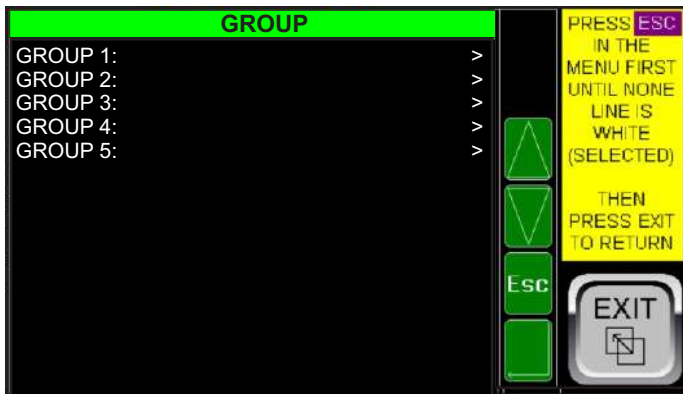 GROUP
GROUP 1: >
GROUP 2: >
GROUP 3: >
GROUP 4: >
GROUP 5: >
Esc
PRESS ESC
IN THE
MENU FIRST
UNTIL NONE
LINE IS
WHITE
(SELECTED)
THEN
PRESS EXIT
TO RETURN
EXIT